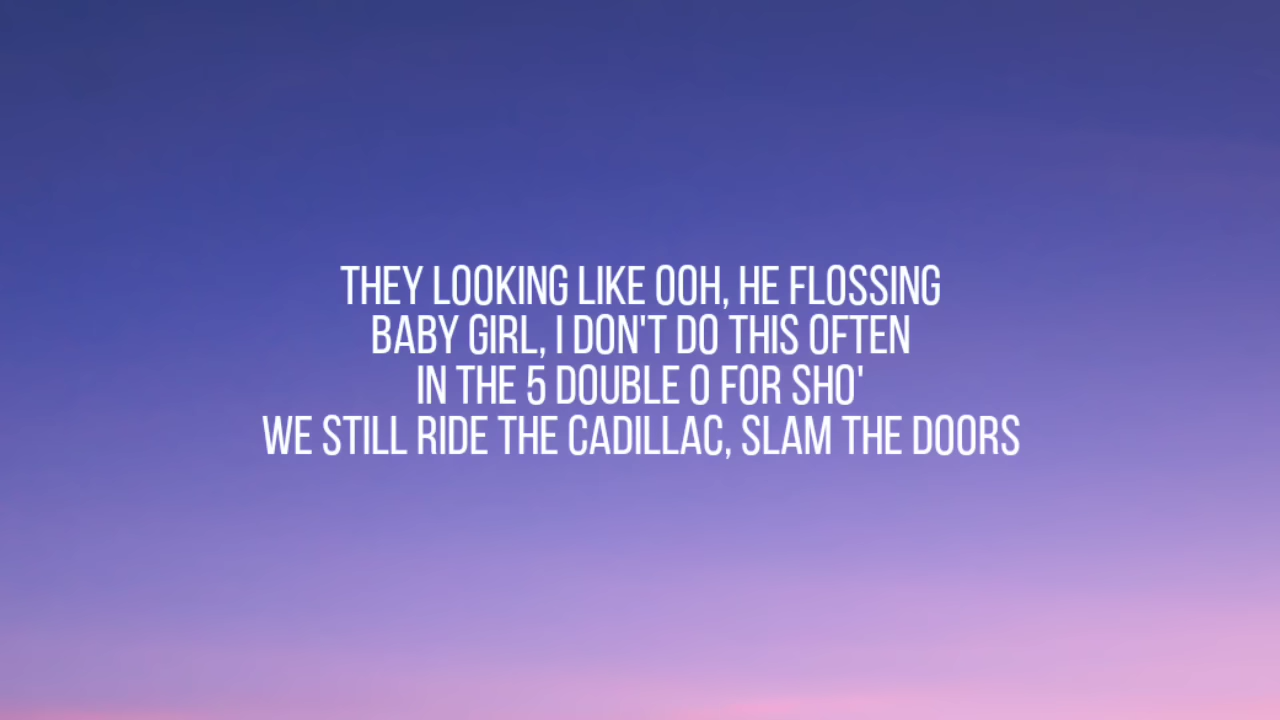 THEY LOOKING LIKE OOH, HE FLOSSING
BABY GIRL, I DON'T DO THIS OFTEN
IN THE 5 DOUBLE O FOR SHO'
WE STILL RIDE THE CADILLAC, SLAM THE DOORS